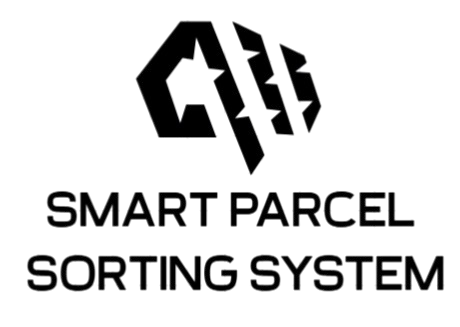 SMART PARCEL
SORTING SYSTEM